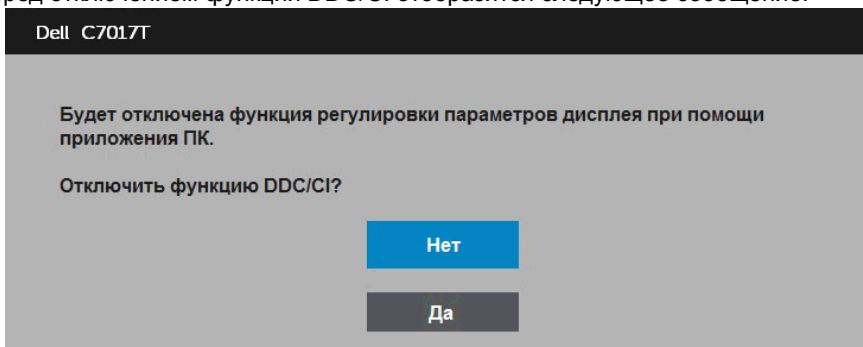 Dell C7017T
Будет отключена функция регулировки параметров дисплея при помощи
приложения ПК.
Отключить функцию DDC/CI?
Нет
Да